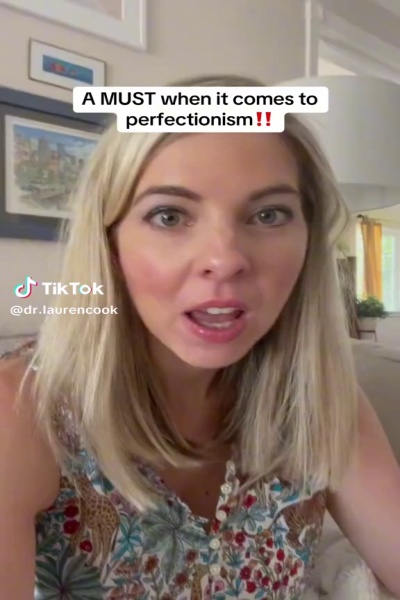 A MUST when it comes to
perfectionism‼️
TikTok
@dr.laurencook